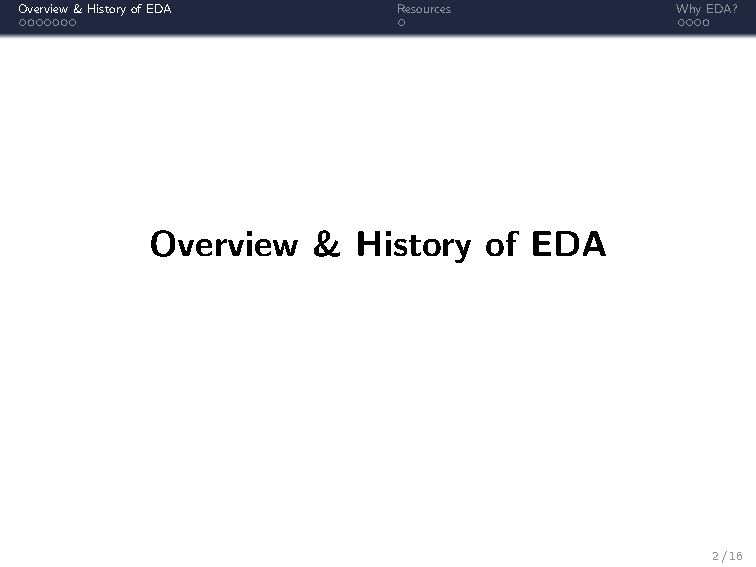 Overview & History of EDA
Resources
Why EDA?
Overview & History of EDA
2 / 16